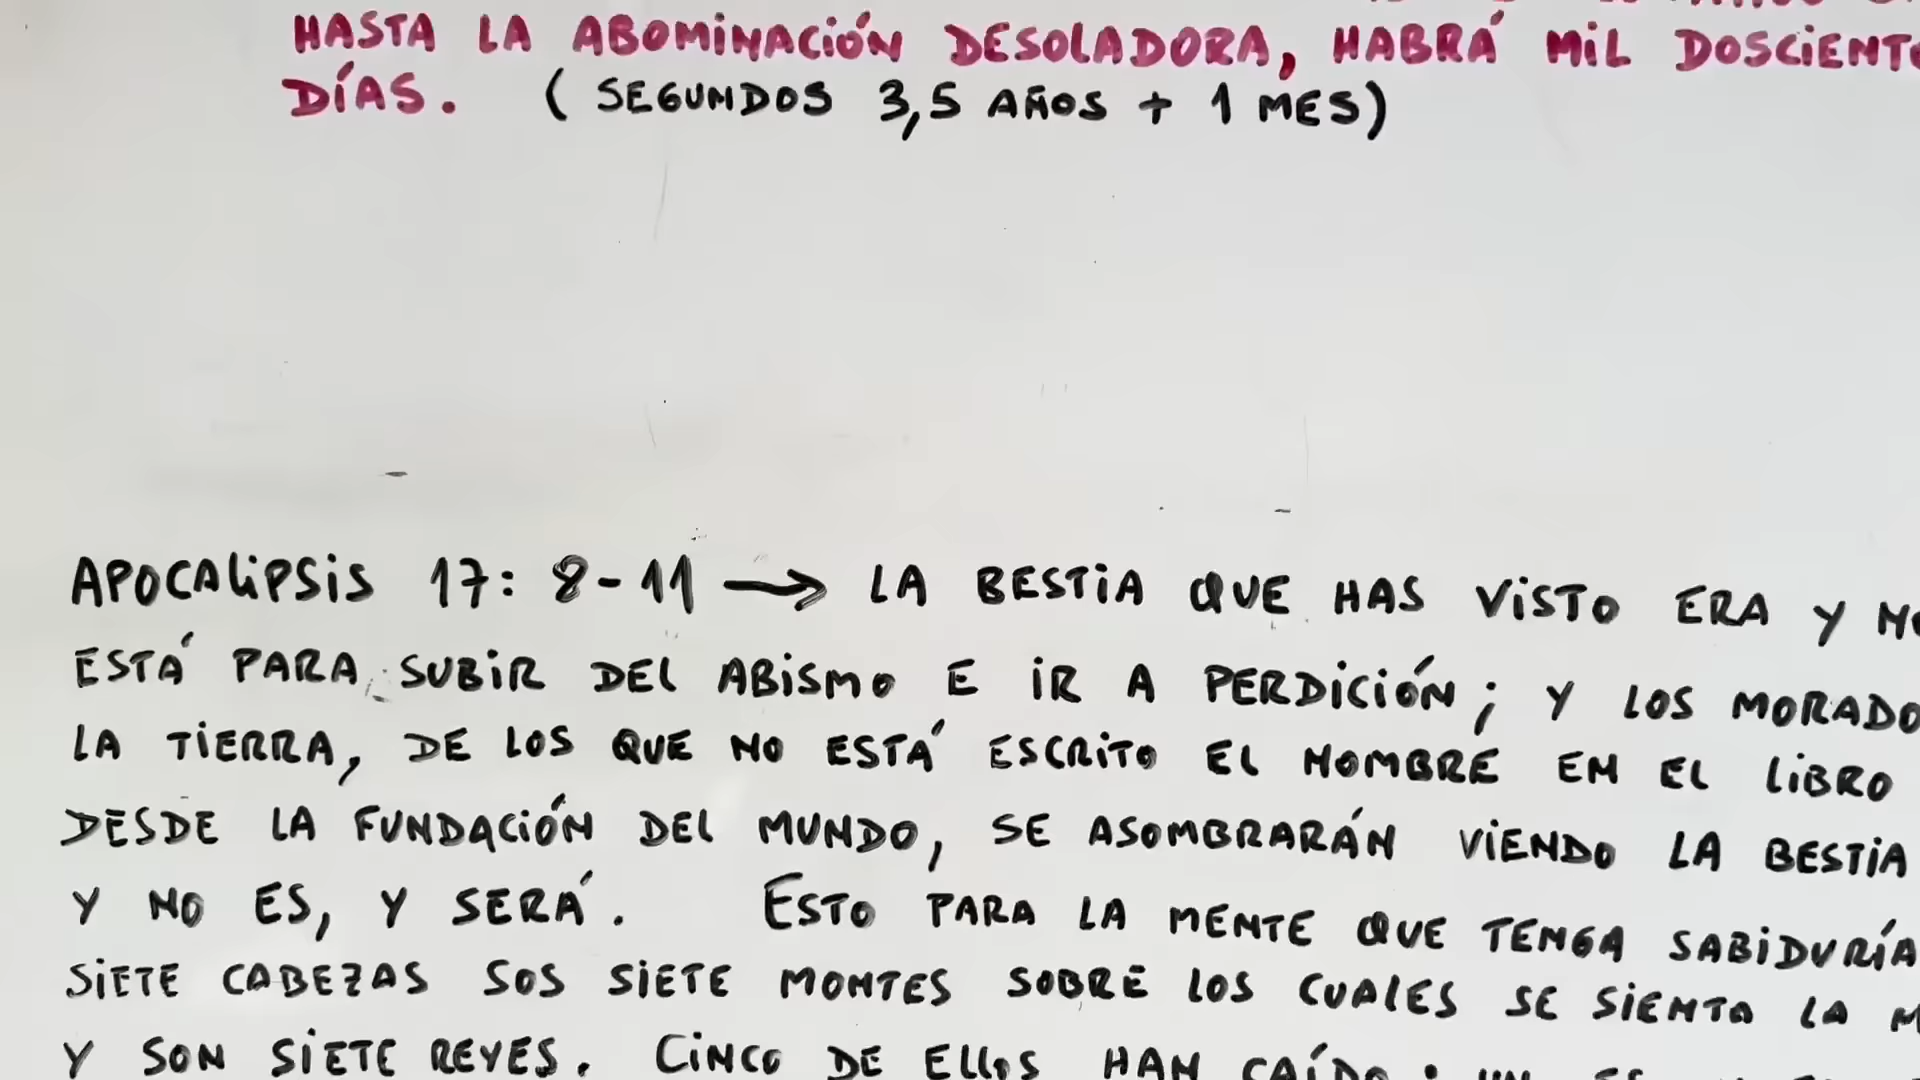 HASTA LA ABOMINACIÓN DESOLADORA, HABRÁ MIL
DÍAS. (SEGUNDOS 3,5 AÑOS + 1 MES)
APOCALIPSIS 17: 8-11 → LA BESTIA QUE HAS VISTO ERA Y
ESTÁ PARA SUBIR DEL ABISMO E IR A PERDICIÓN; Y LOS
LA TIERRA, DE LOS QUE NO ESTÁ ESCRITO EL NOMBRE EN EL LIBRO
DESDE LA FUNDACIÓN DEL MUNDO, SE ASOMBRARÁN VIENDO LA BESTIA
Y NO ES, Y SERÁ. ESTO PARA LA MENTE QUE TENGA SABIDURÍA
SIETE CABEZAS SOS SIETE MONTES SOBRE LOS CUALES SE SIENTA LA
Y SON SIETE REYES. CINCO DE ELLOS HAN CAÍDO;